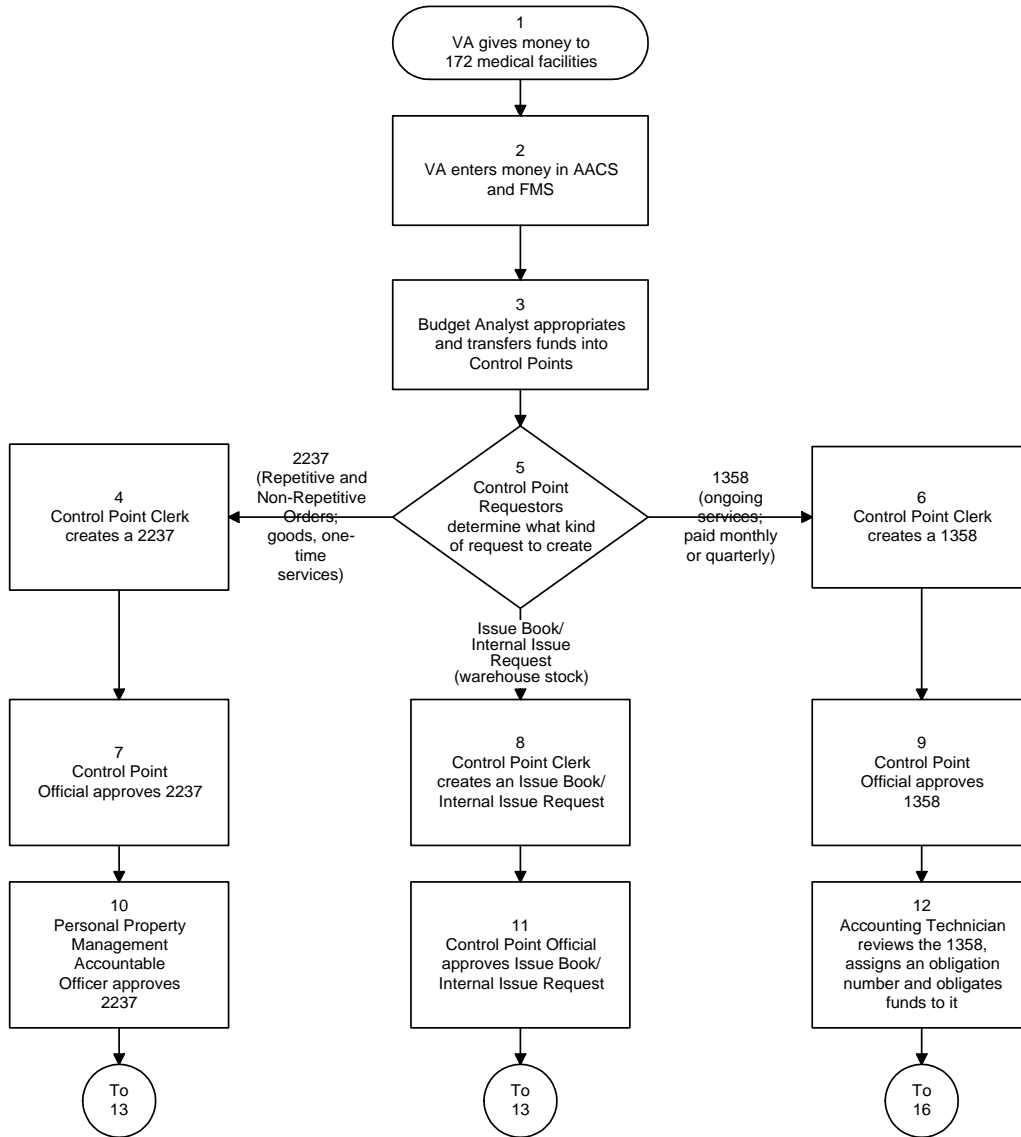 1
VA gives money to
172 medical facilities
2
VA enters money in AACS
and FMS
3
Budget Analyst appropriates
and transfers funds into
Control Points
4
Control Point Clerk
creates a 2237
2237
(Repetitive and
Non-Repetitive
Orders;
goods, one-
time
services)
5
Control Point
Requestors
determine what kind
of request to create
1358
(ongoing
services;
paid monthly
or quarterly)
6
Control Point Clerk
creates a 1358
Issue Book/
Internal Issue
Request
(warehouse stock)
7
Control Point
Official approves 2237
8
Control Point Clerk
creates an Issue Book/
Internal Issue Request
9
Control Point
Official approves
1358
10
Personal Property
Management
Accountable
Officer approves
2237
11
Control Point Official
approves Issue Book/
Internal Issue Request
12
Accounting Technician
reviews the 1358,
assigns an obligation
number and obligates
funds to it
To
13
To
13
To
16